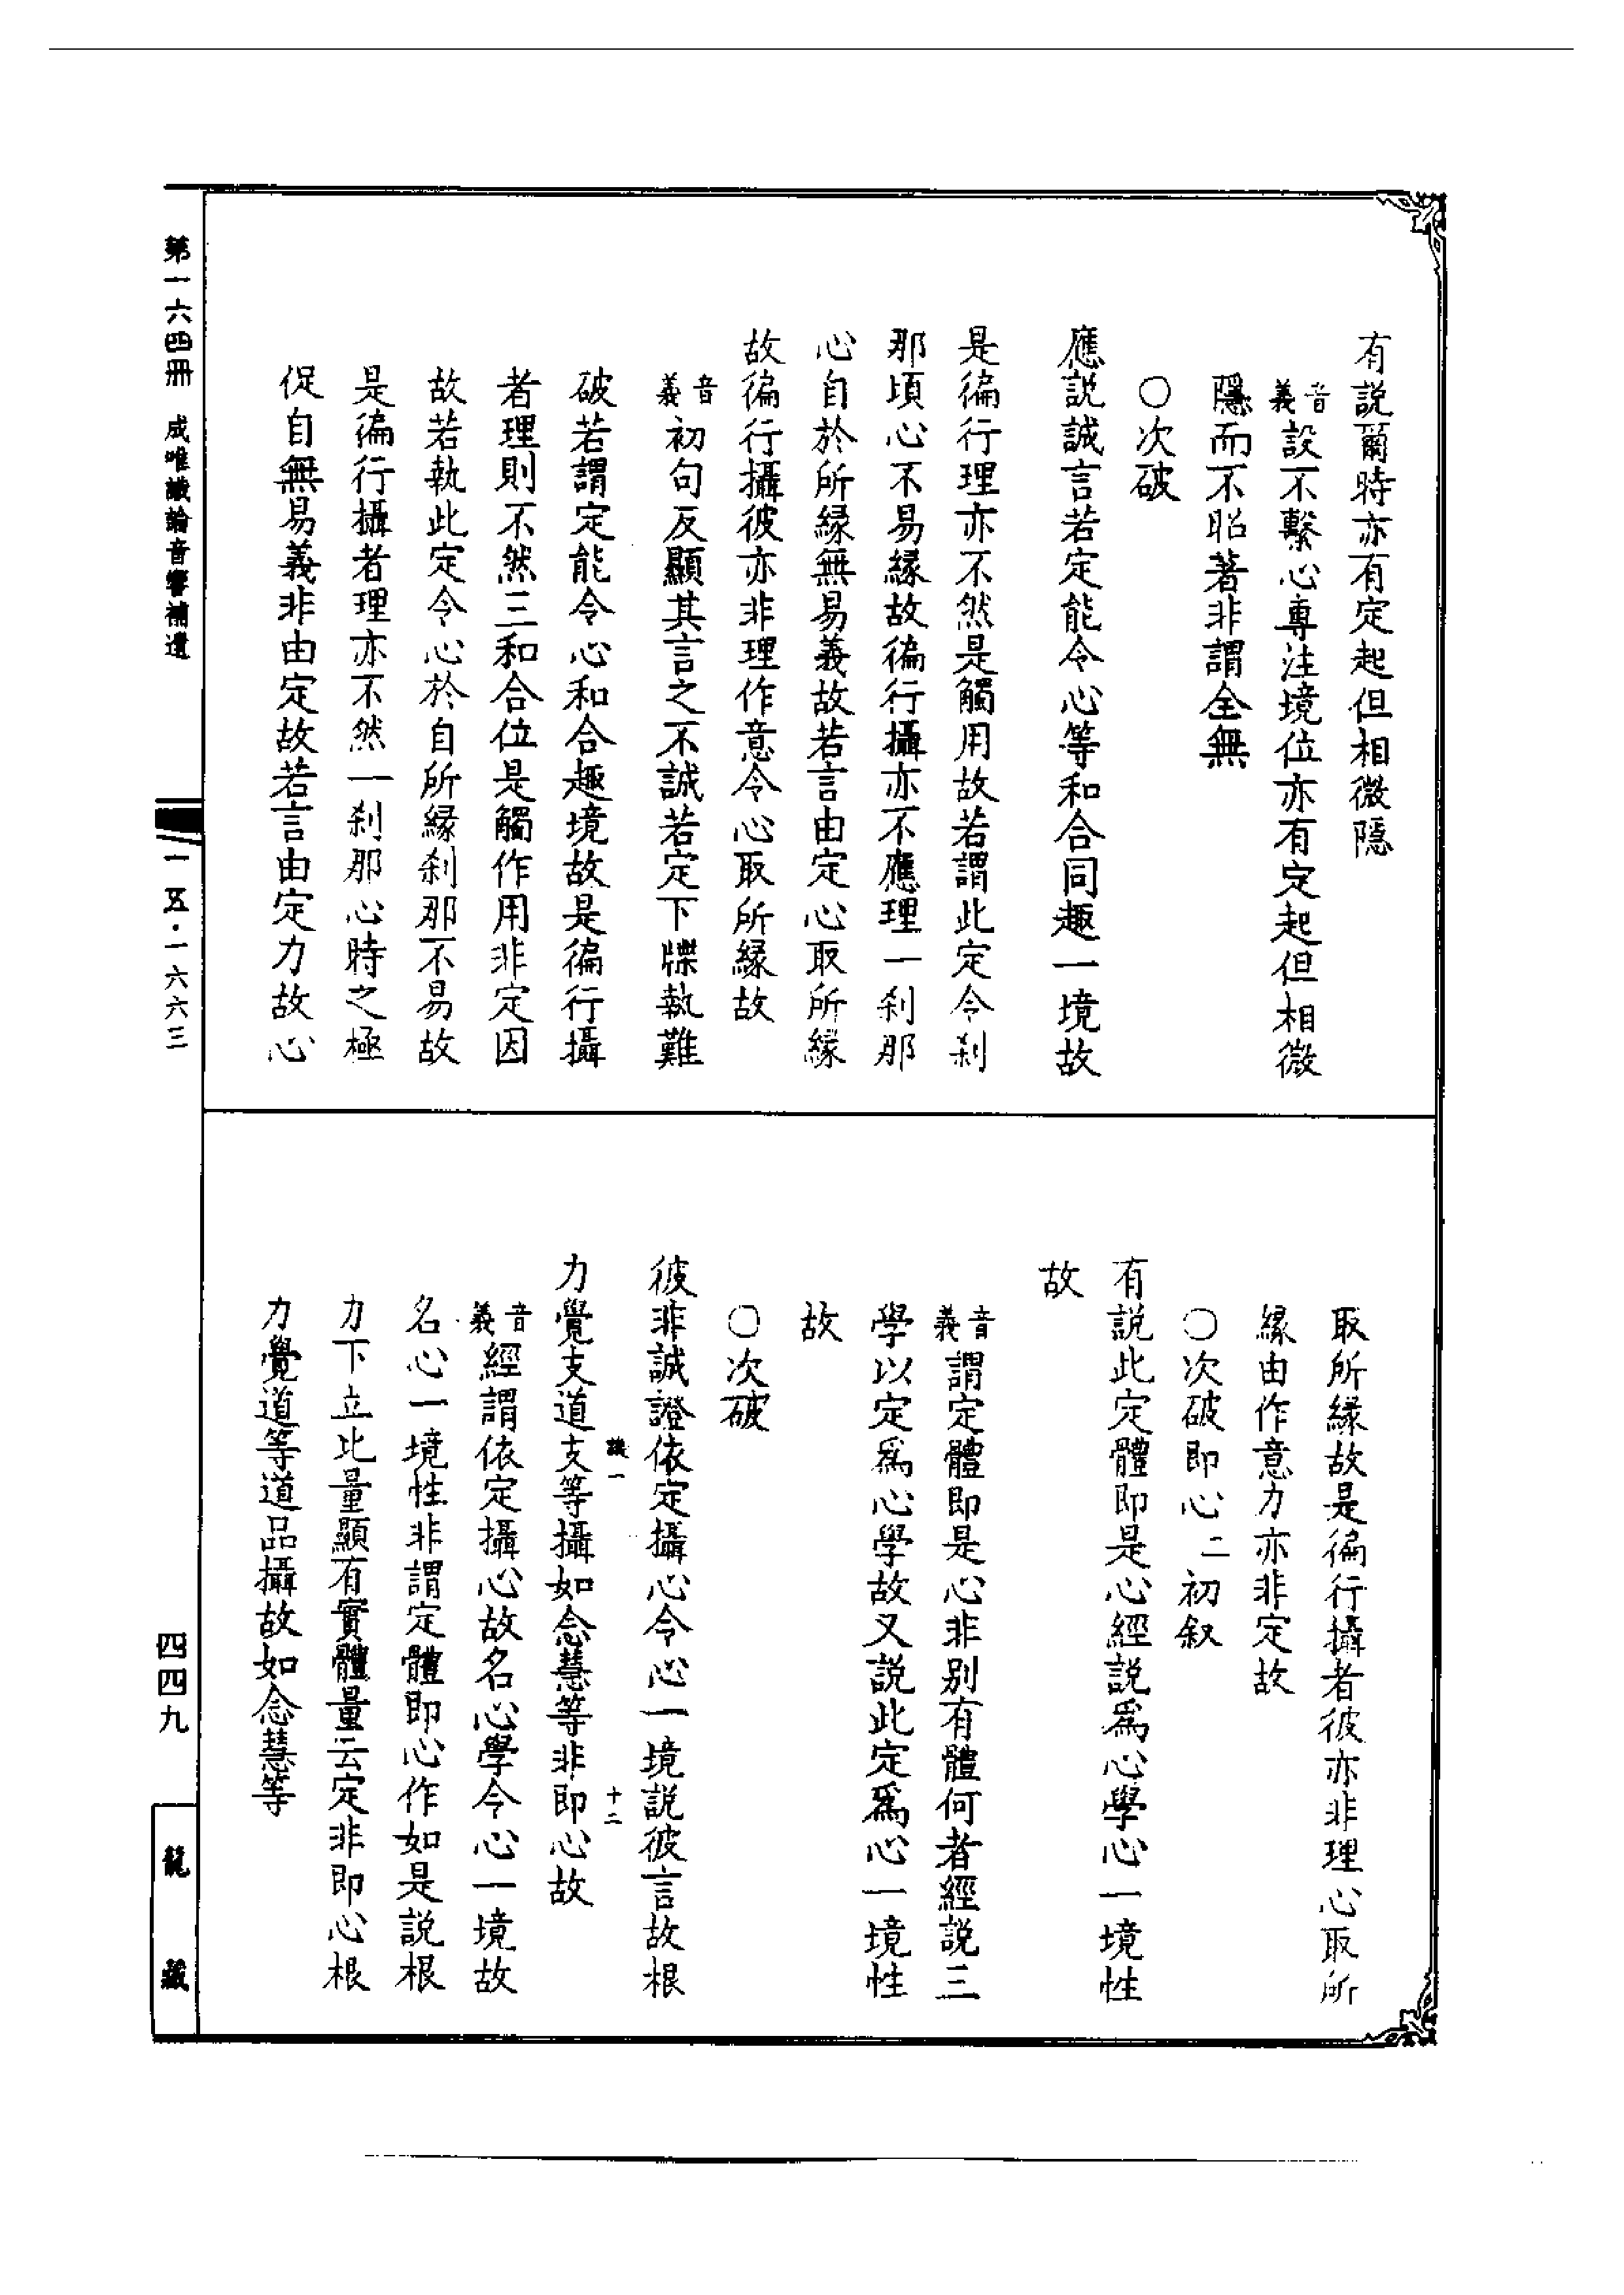 有説爾時亦有定起但相微隱
音義設不繫心專注境位亦有定起但相微
隱而不昭著非謂全無
〇次破
應説誠言若定能令心等和合同趣一境故
是徧行理亦不然是觸用故若謂此定令刹
那頃心不易緣故徧行攝亦不應理一刹那
心自於所緣無易義故若言由定心取所緣
故徧行攝彼亦非理作意令心取所緣故
音義初句反顯其言之不誠若定下牒執難
破若謂定能令心和合趣境故是徧行攝
者理則不然三和合位是觸作用非定因
故若執此定令心於自所緣刹那不易故
是徧行攝者理亦不然一刹那心時之極
促自無易義非由定故若言由定力故心
取所緣故是徧行攝者彼亦非理心取所
緣由作意力亦非定故
〇次破即心二初叙
有説此定體即是心經説爲心學心一境性
故
音義謂定體即是心非别有體何者經説三
學以定爲心學故又説此定爲心一境性
故
〇次破
彼非誠證依定攝心令心一境説彼言故根
力覺支道支等攝如念慧等非即心故
音義經謂依定攝心故名心學令心一境故
名心一境性非謂定體即心作如是説根
力下立比量顯有實體量云定非即心根
力覺道等道品攝故如念慧等
第一六四册 成唯識論音響補遺
一五·一六六三
四四九
龍藏
十二